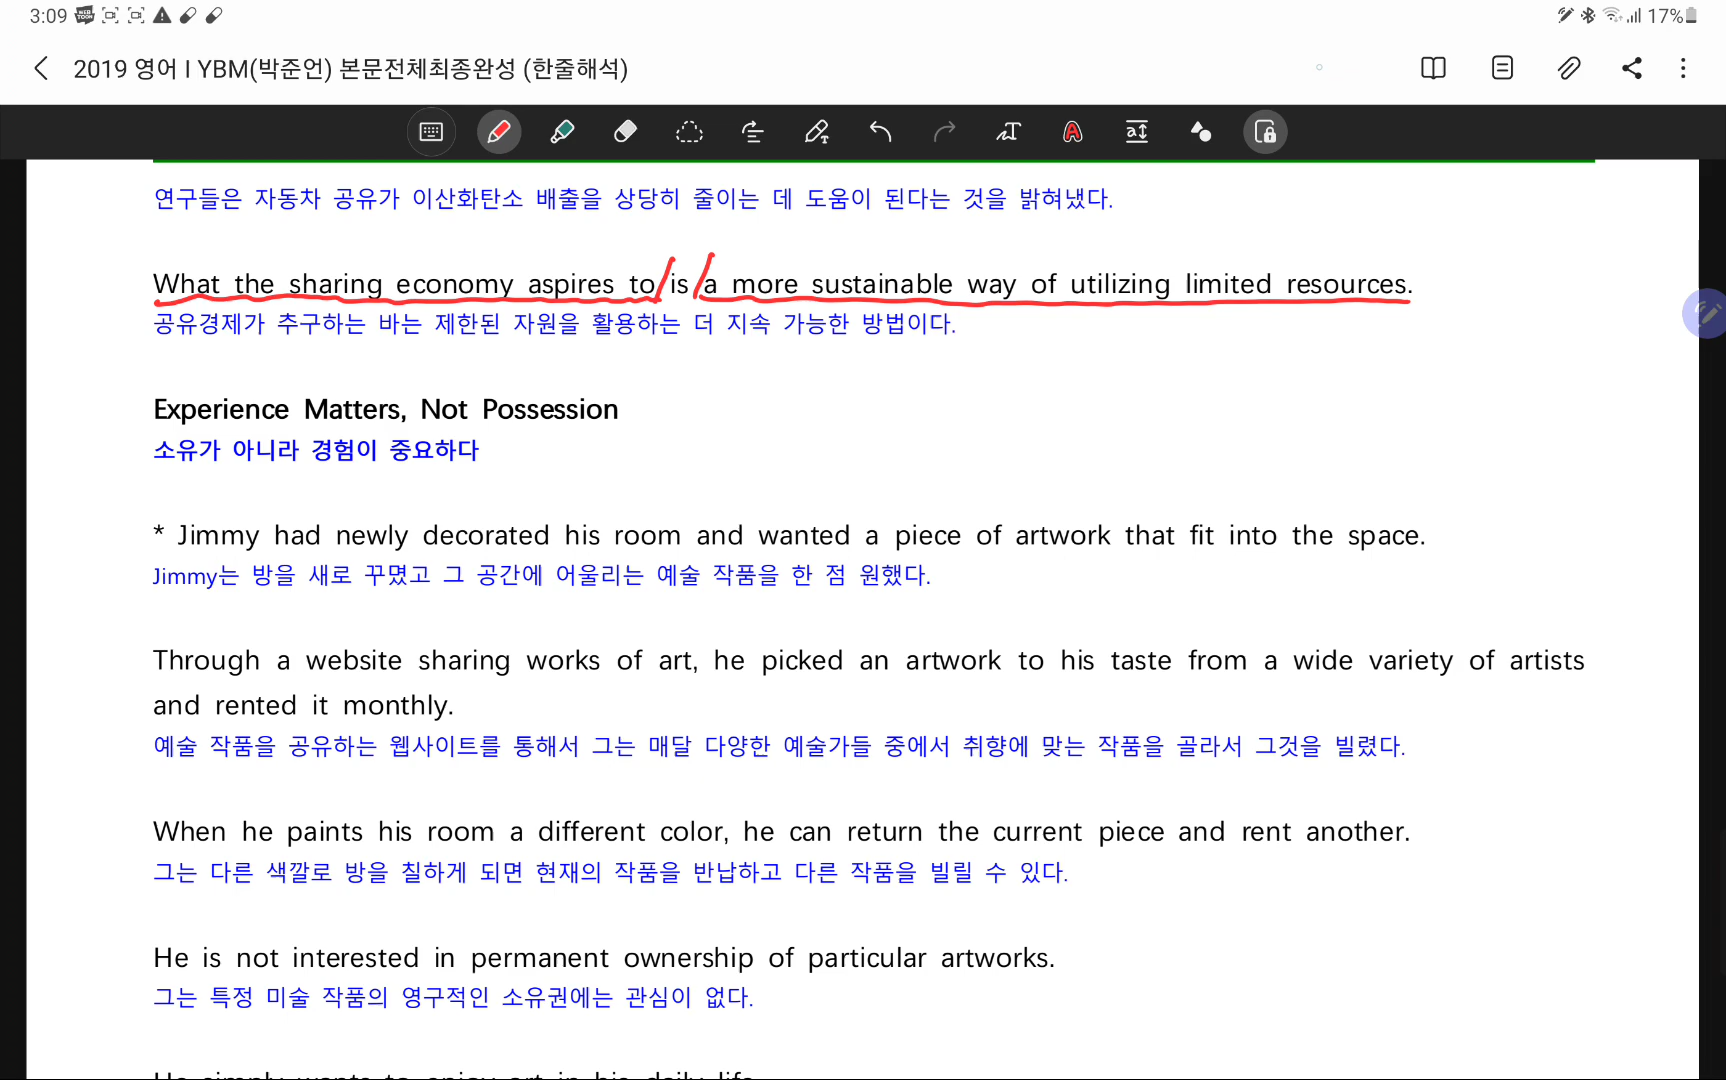 3:09
WEB TOON
17%
2019 영어 I YBM(박준언) 본문전체최종완성 (한줄해석)
연구들은 자동차 공유가 이산화탄소 배출을 상당히 줄이는 데 도움이 된다는 것을 밝혀냈다.
What the sharing economy aspires to is a more sustainable way of utilizing limited resources.
공유경제가 추구하는 바는 제한된 자원을 활용하는 더 지속 가능한 방법이다.
Experience Matters, Not Possession
소유가 아니라 경험이 중요하다
* Jimmy had newly decorated his room and wanted a piece of artwork that fit into the space.
Jimmy는 방을 새로 꾸몄고 그 공간에 어울리는 예술 작품을 한 점 원했다.
Through a website sharing works of art, he picked an artwork to his taste from a wide variety of artists
and rented it monthly.
예술 작품을 공유하는 웹사이트를 통해서 그는 매달 다양한 예술가들 중에서 취향에 맞는 작품을 골라서 그것을 빌렸다.
When he paints his room a different color, he can return the current piece and rent another.
그는 다른 색깔로 방을 칠하게 되면 현재의 작품을 반납하고 다른 작품을 빌릴 수 있다.
He is not interested in permanent ownership of particular artworks.
그는 특정 미술 작품의 영구적인 소유권에는 관심이 없다.
He simply wants to enjoy art in his daily life.